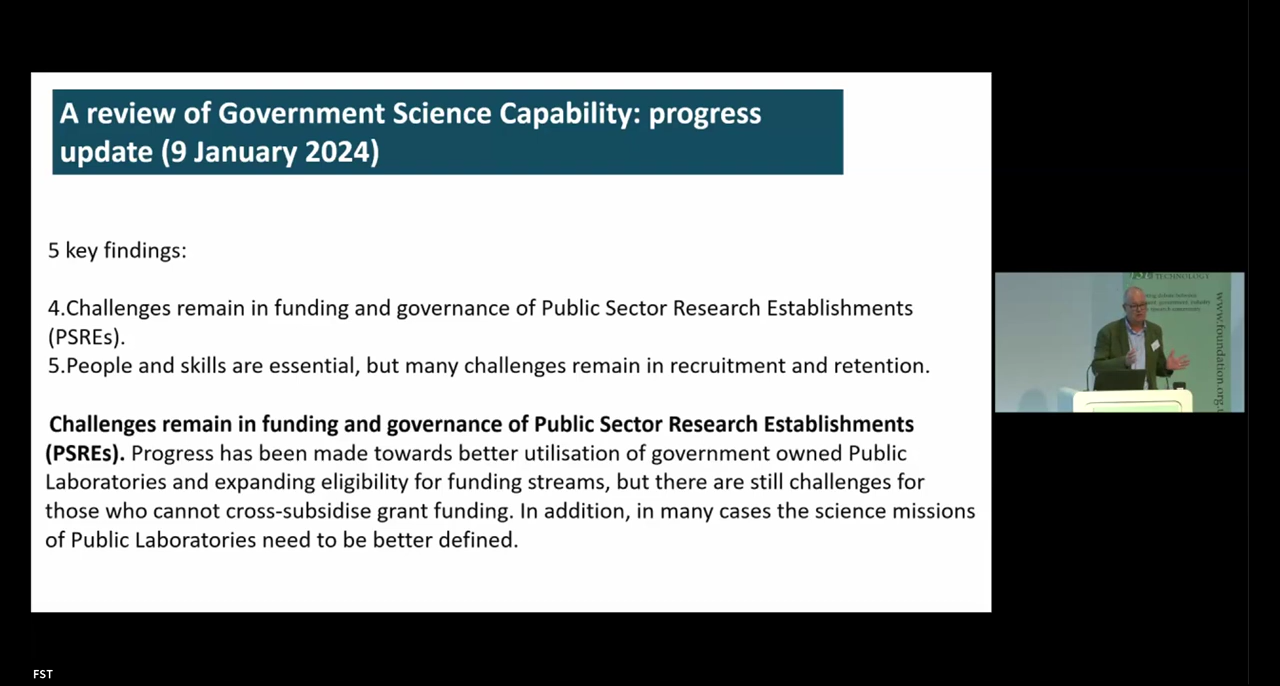 A review of Government Science Capability: progress
update (9 January 2024)
5 key findings:
4.Challenges remain in funding and governance of Public Sector Research Establishments
(PSREs).
5.People and skills are essential, but many challenges remain in recruitment and retention.
Challenges remain in funding and governance of Public Sector Research Establishments
(PSREs). Progress has been made towards better utilisation of government owned Public
Laboratories and expanding eligibility for funding streams, but there are still challenges for
those who cannot cross-subsidise grant funding. In addition, in many cases the science missions
of Public Laboratories need to be better defined.
TECHNOLOGY
www.foundation.org.
FST